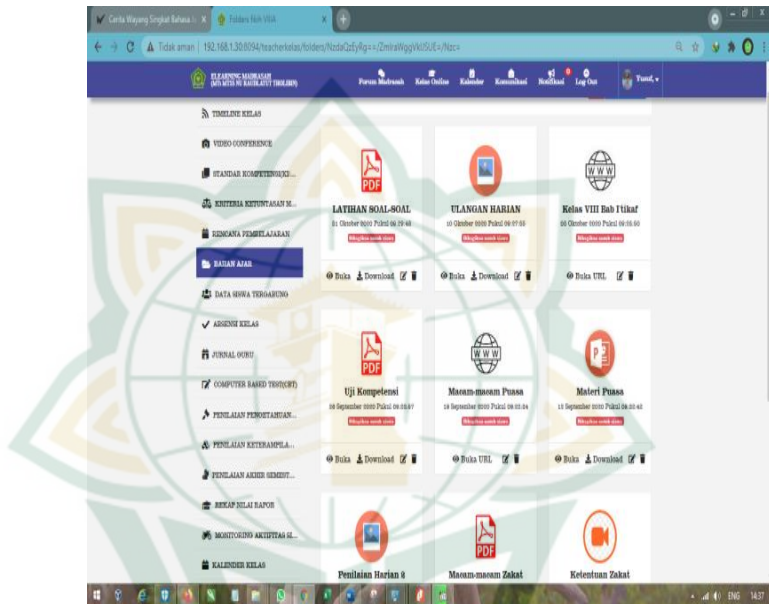 Cerita Wayang Singkat Bahasa
Folders Fikih VIIIA
Tidak aman | 192.168.1.30:8094/teacherkelas/folders/
ELEARNING MADRASAH
Forum Madrasah Kelas Online Kalender Komunikasi Notifikasi Log Out Yusuf,
TIMELINE KELAS
VIDEO CONFERENCE
STANDAR KOMPETENSI(KI...
KRITERIA KETUNTASAN M...
RENCANA PEMBELAJARAN
BAHAN AJAR
DATA SISWA TERGABUNG
ABSENSI KELAS
JURNAL GURU
COMPUTER BASED TEST(CBT)
PENILAIAN PENGETAHUAN...
PENILAIAN KETERAMPILA...
PENILAIAN AKHIR SEMEST...
REKAP NILAI RAPOR
MONITORING AKTIFITAS SI...
KALENDER KELAS
PDF
LATIHAN SOAL-SOAL
Buka Download
ULANGAN HARIAN
Buka Download
WWW
Kelas VIII Bab I'tikaf
Buka URL
PDF
Uji Kompetensi
Buka Download
WWW
Macam-macam Puasa
Buka URL
P
Materi Puasa
Buka Download
Penilaian Harian 2
PDF
Macam-macam Zakat
Ketentuan Zakat
ENG 14:37